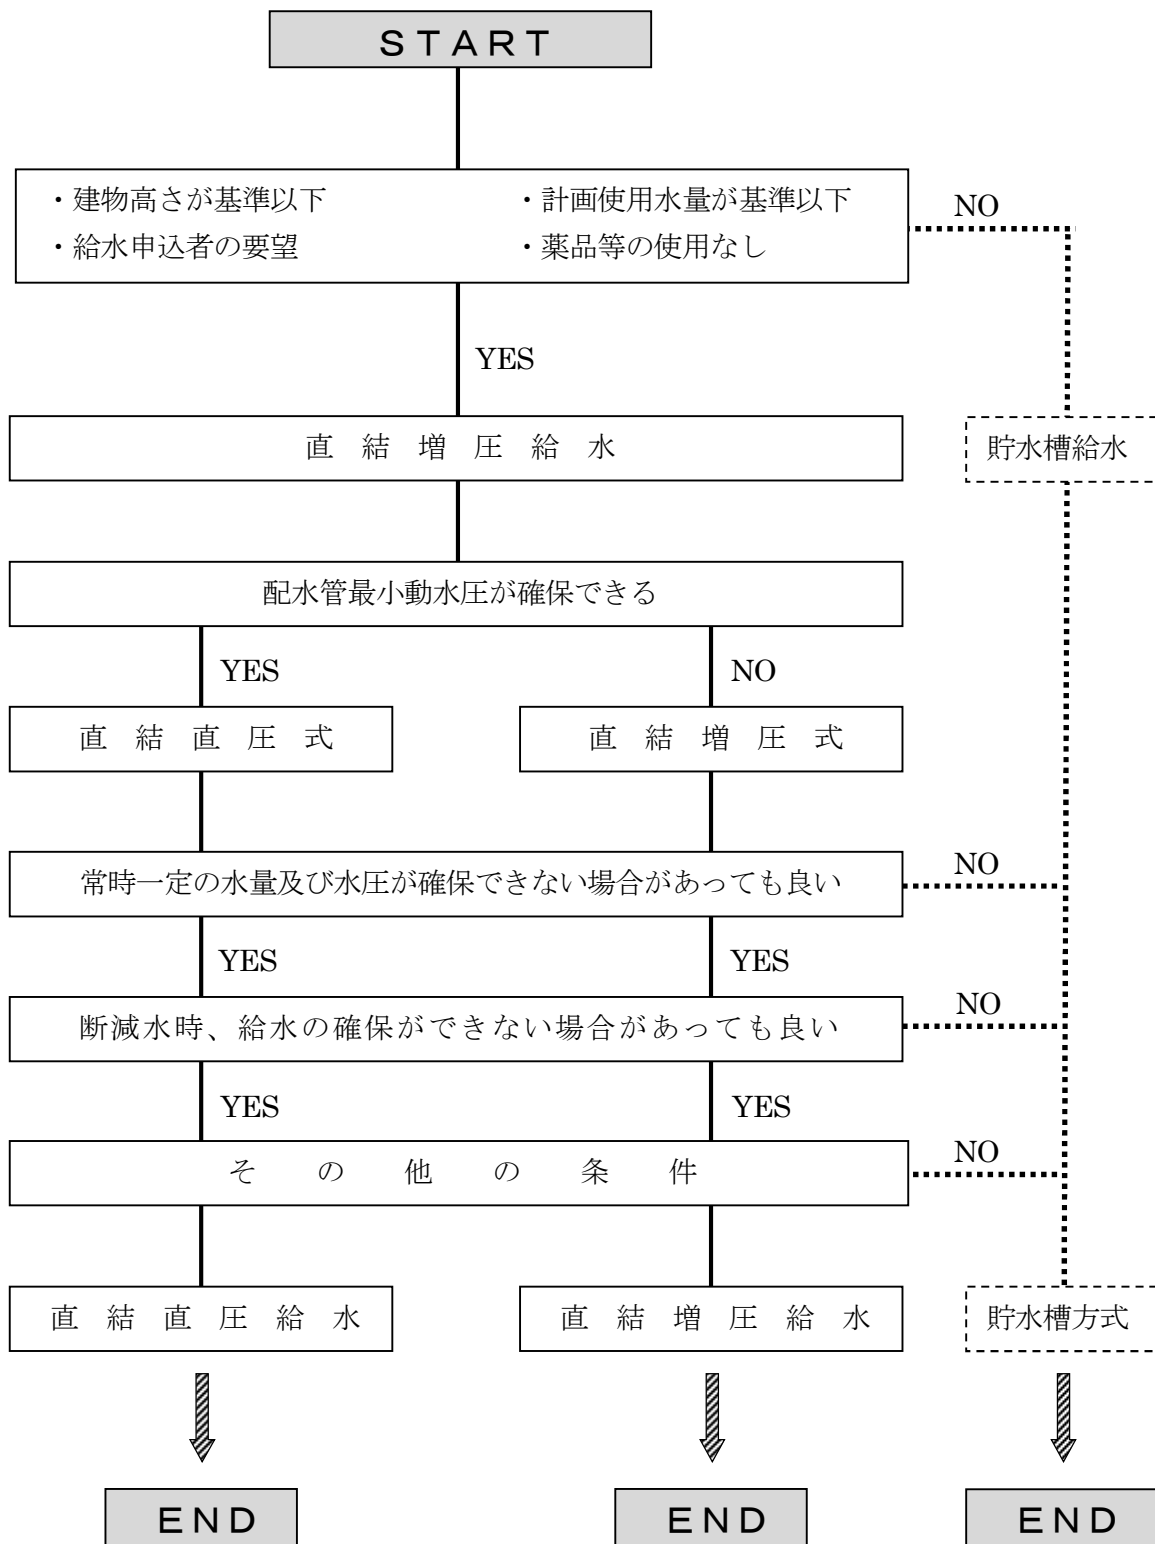 START
・建物高さが基準以下 ・計画使用水量が基準以下
・給水申込者の要望 ・薬品等の使用なし
NO
YES
直結増圧給水
貯水槽給水
配水管最小動水圧が確保できる
YES NO
直結直圧式 直結増圧式
常時一定の水量及び水圧が確保できない場合があっても良い
NO
YES YES
断減水時、給水の確保ができない場合があっても良い
NO
YES YES
その他の条件
NO
直結直圧給水 直結増圧給水 貯水槽方式
END END END